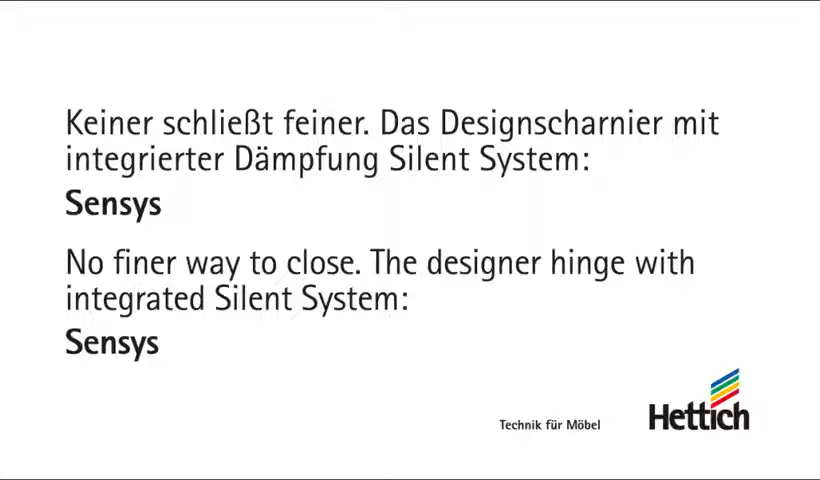 Keiner schließt feiner. Das Designscharnier mit
integrierter Dämpfung Silent System:
Sensys
No finer way to close. The designer hinge with
integrated Silent System:
Sensys
Technik für Möbel
Hettich